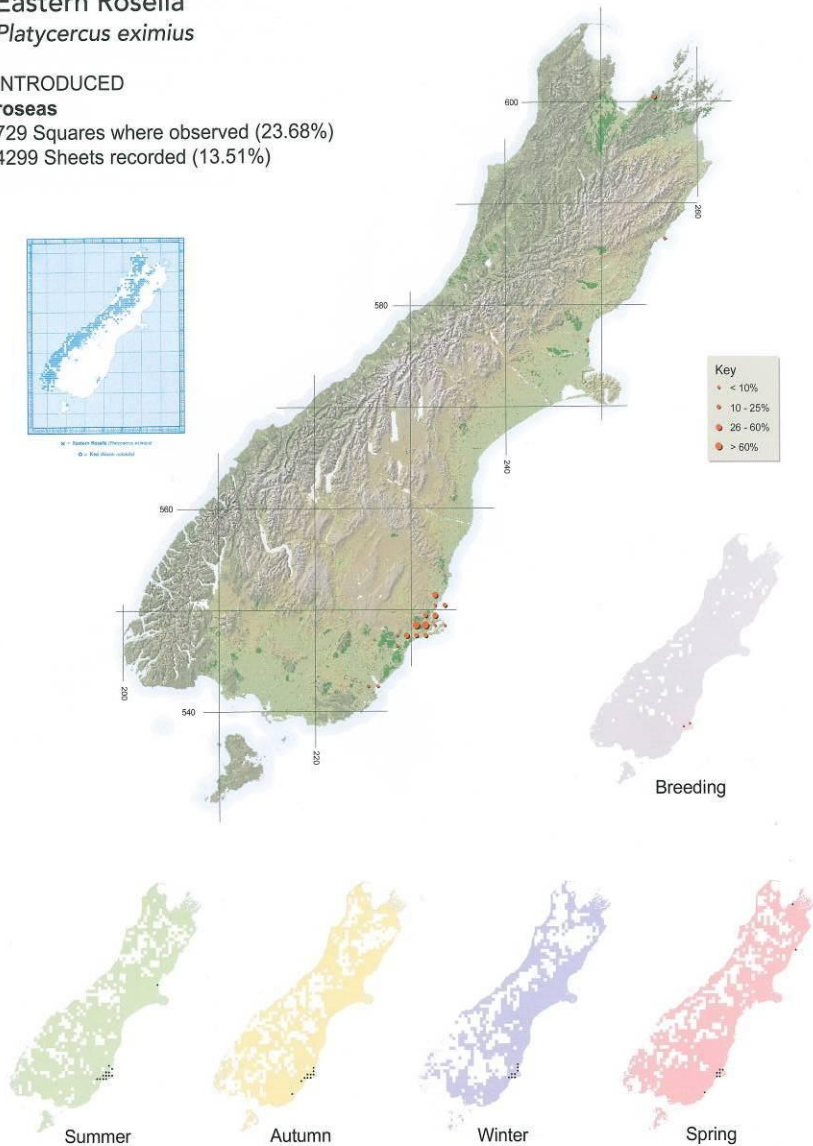 Eastern Rosella
Platycercus eximius
INTRODUCED
roseas
729 Squares where observed (23.68%)
4299 Sheets recorded (13.51%)
600
260
580
Key
< 10%
10 - 25%
26 - 60%
> 60%
240
560
200
540
220
Breeding
Summer
Autumn
Winter
Spring